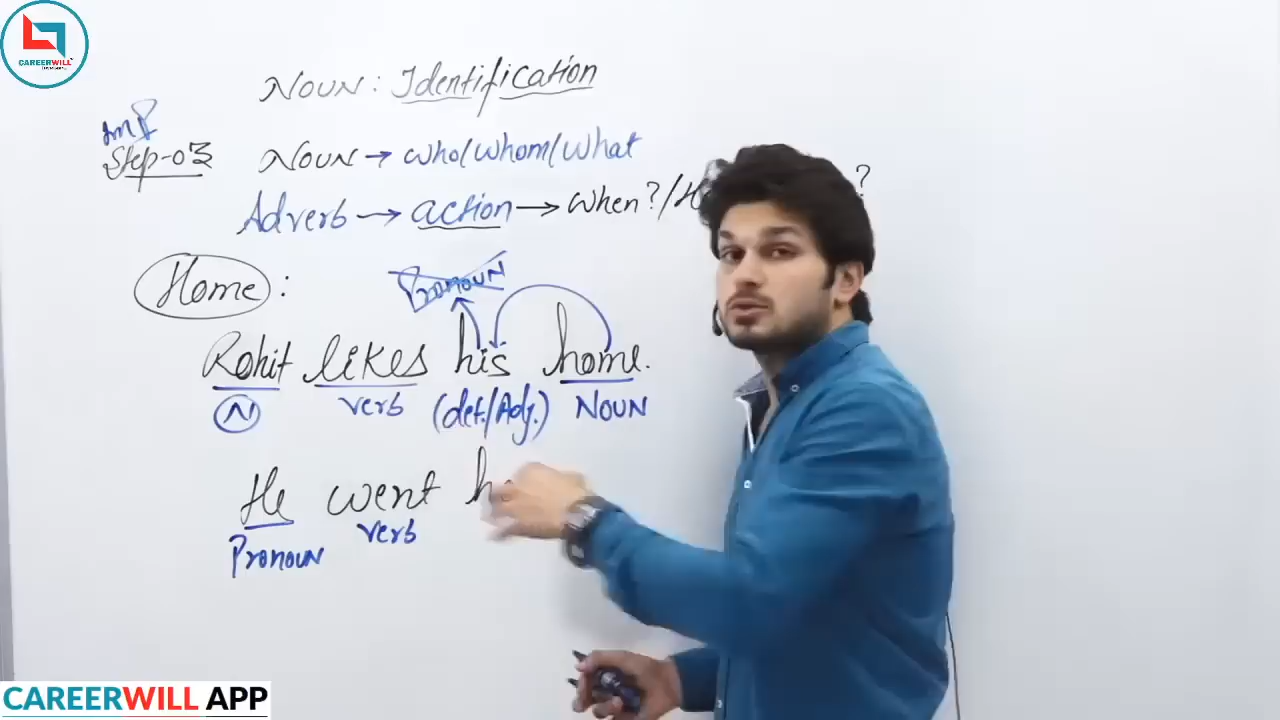 CAREERWILL
NOUN : Identification
Imp
Step-03
NOUN → who/whom/what
Adverb → action → when?/H ?
Home :
Pronoun
Rohit likes his home.
N verb (det./Adj.) NOUN
He went h
Pronoun verb
CAREERWILL APP